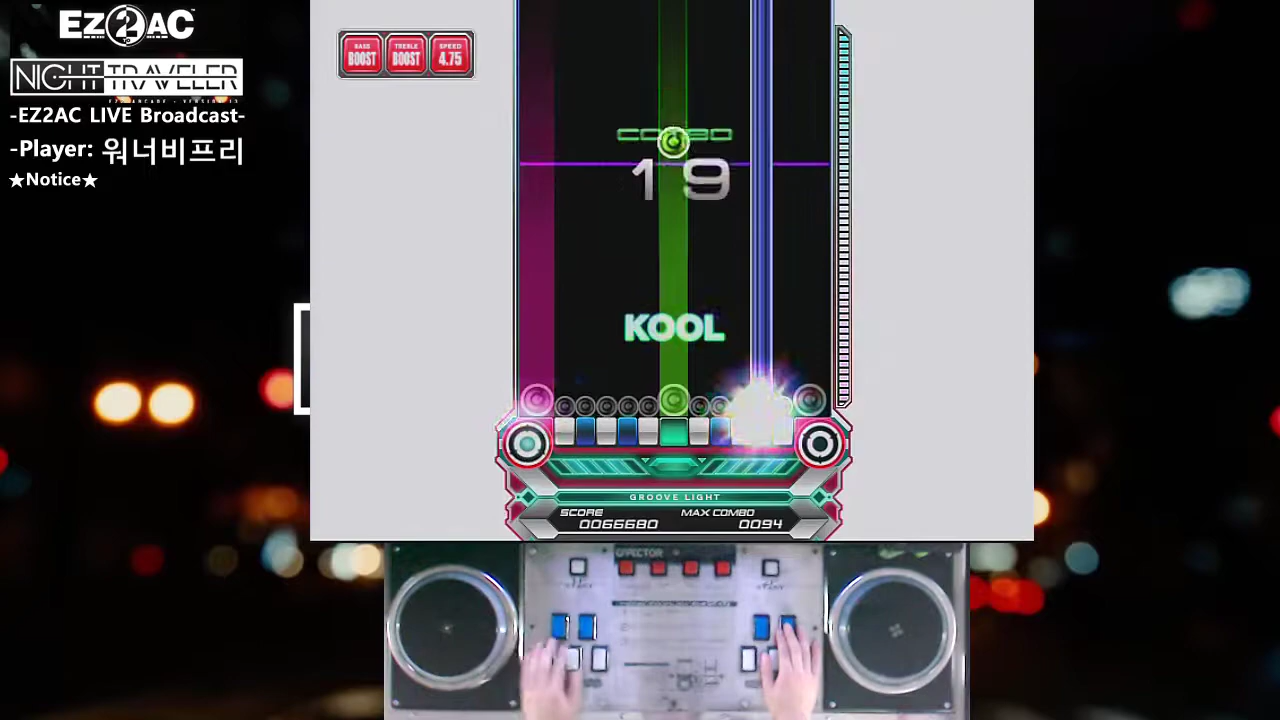 EZ2AC
NIGHT TRAVELER
-EZ2AC LIVE Broadcast-
-Player: 워너비프리
★Notice★
BASS BOOST
TREBLE BOOST
SPEED 4.75
COMBO
19
KOOL
GROOVE LIGHT
SCORE MAX COMBO
0066680 0094
EFFECTOR